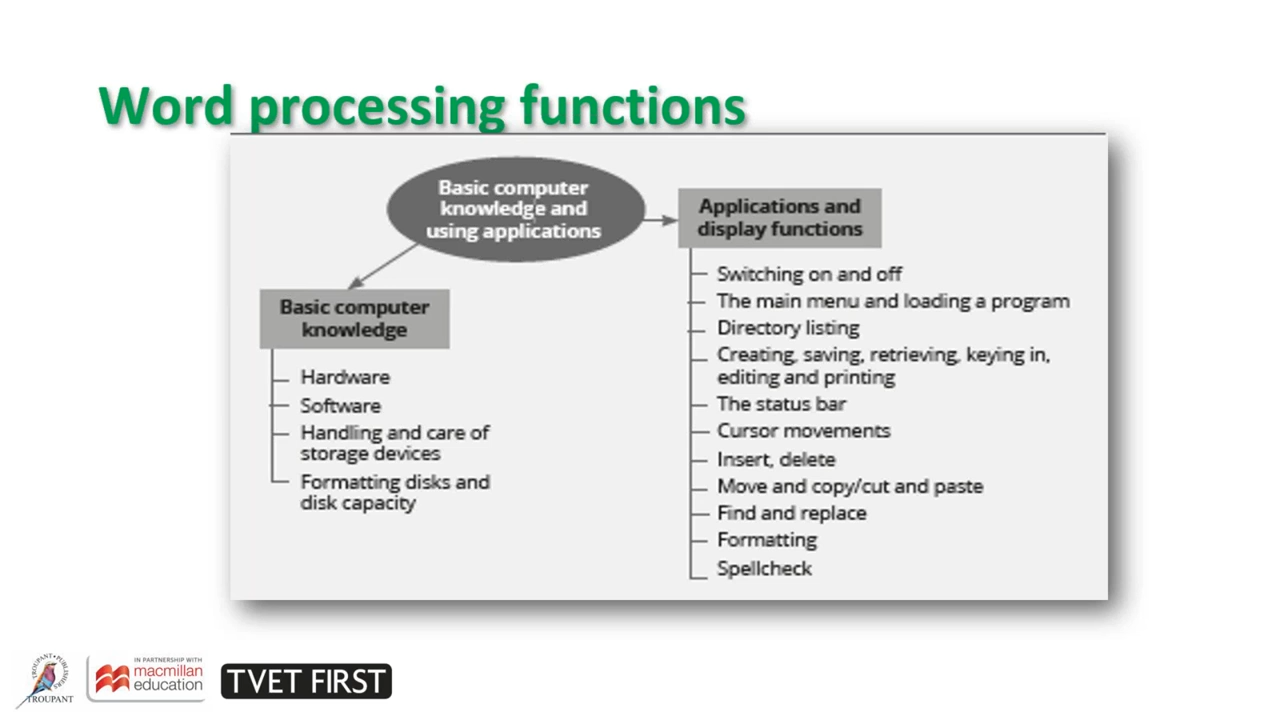 Word processing functions
Basic computer
knowledge and
using applications
Applications and
display functions
Switching on and off
The main menu and loading a program
Directory listing
Creating, saving, retrieving, keying in,
editing and printing
The status bar
Cursor movements
Insert, delete
Move and copy/cut and paste
Find and replace
Formatting
Spellcheck
Basic computer
knowledge
Hardware
Software
Handling and care of
storage devices
Formatting disks and
disk capacity
TROUPANT PUBLISHERS
TROUPANT
IN PARTNERSHIP WITH
macmillan
education
TVET FIRST